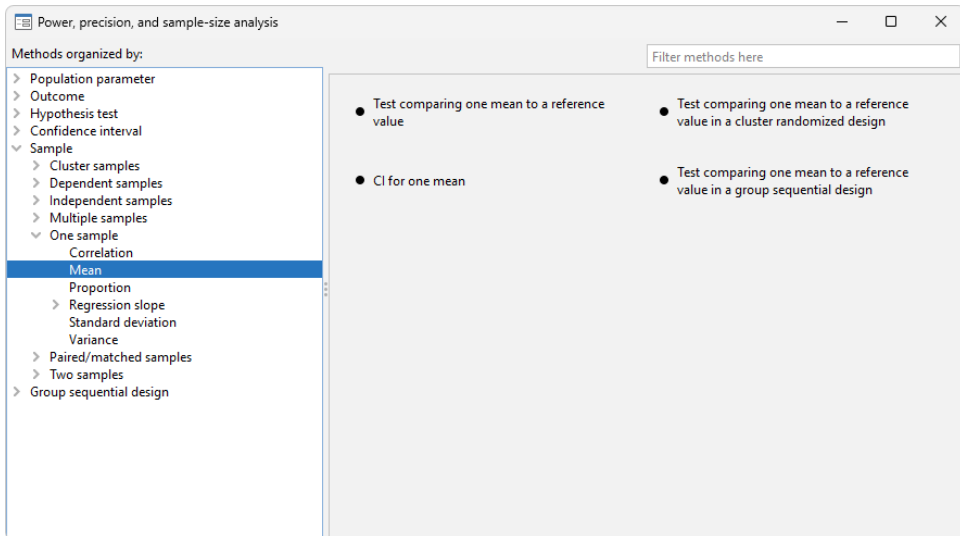 Power, precision, and sample-size analysis
Methods organized by:
Filter methods here
Population parameter
Outcome
Hypothesis test
Confidence interval
Sample
Cluster samples
Dependent samples
Independent samples
Multiple samples
One sample
Correlation
Mean
Proportion
Regression slope
Standard deviation
Variance
Paired/matched samples
Two samples
Group sequential design
Test comparing one mean to a reference
value
Test comparing one mean to a reference
value in a cluster randomized design
CI for one mean
Test comparing one mean to a reference
value in a group sequential design